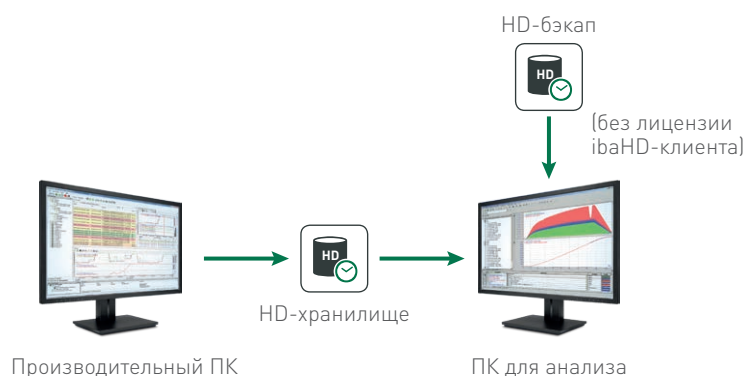 HD-бэкап
HD
(без лицензии
ibaHD-клиента)
HD
HD-хранилище
Производительный ПК
ПК для анализа